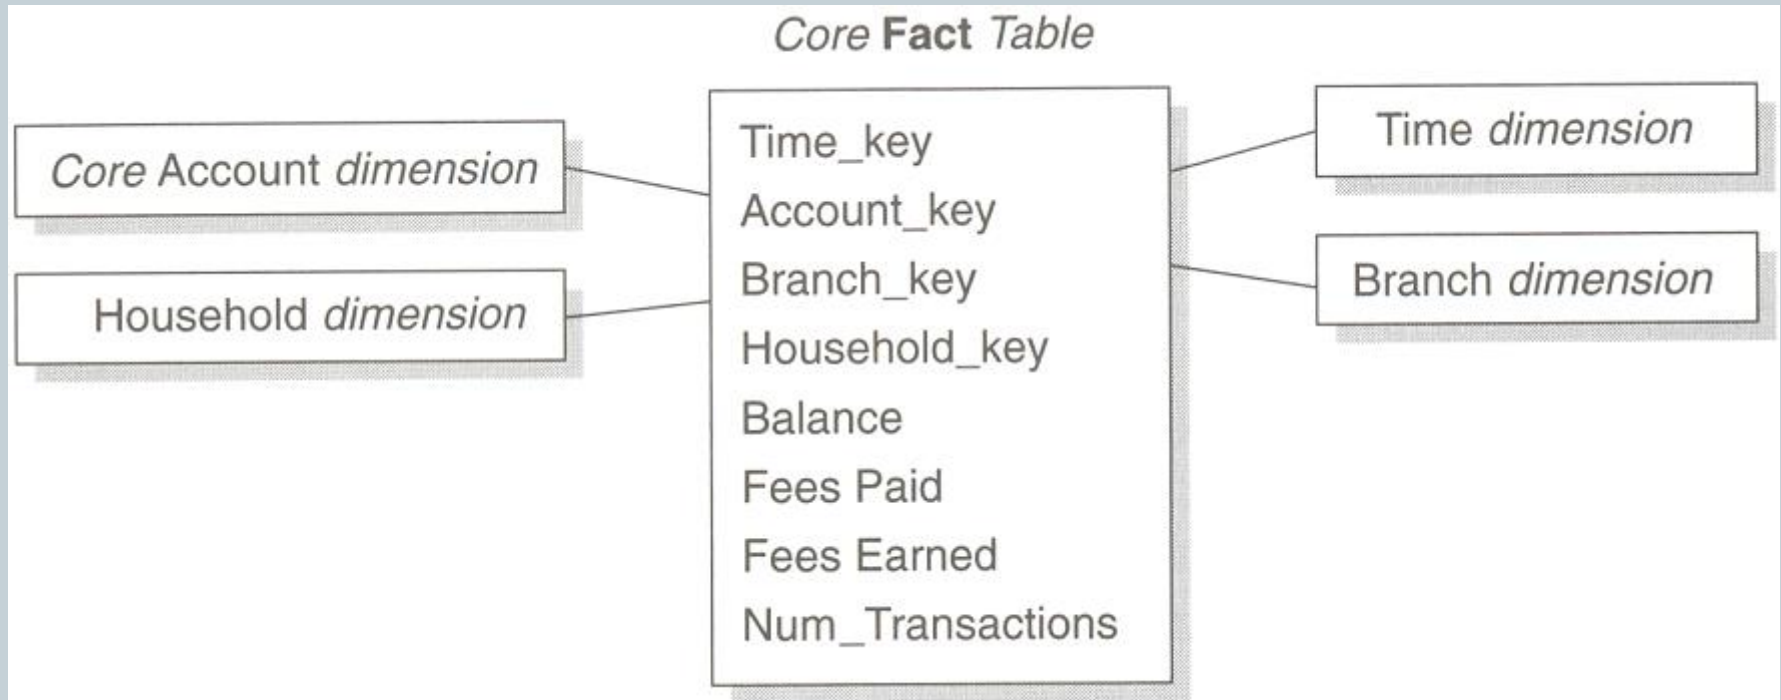 Core Fact Table
Core Account dimension
Household dimension
Time_key
Account_key
Branch_key
Household_key
Balance
Fees Paid
Fees Earned
Num_Transactions
Time dimension
Branch dimension